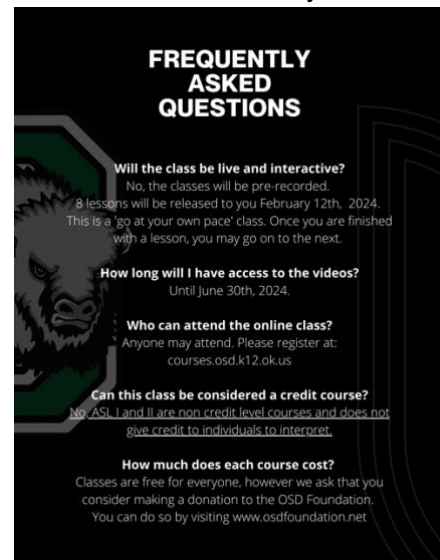 FREQUENTLY
ASKED
QUESTIONS
Will the class be live and interactive?
No, the classes will be pre-recorded.
8 lessons will be released to you February 12th, 2024.
This is a 'go at your own pace' class. Once you are finished
with a lesson, you may go on to the next.
How long will I have access to the videos?
Until June 30th, 2024.
Who can attend the online class?
Anyone may attend. Please register at:
courses.osd.k12.ok.us
Can this class be considered a credit course?
No, ASL I and II are non credit level courses and does not
give credit to individuals to interpret.
How much does each course cost?
Classes are free for everyone, however we ask that you
consider making a donation to the OSD Foundation.
You can do so by visiting www.osdfoundation.net